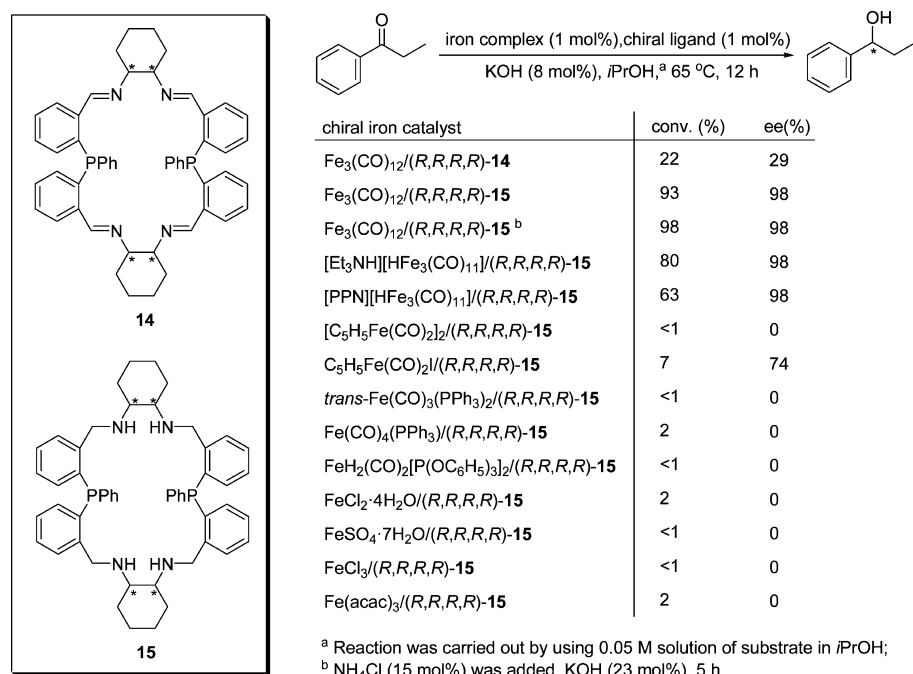 * *
N N
PPh PhP
N N
* *
14
* *
NH HN
PPh PhP
NH HN
* *
15
O
iron complex (1 mol%),chiral ligand (1 mol%)
KOH (8 mol%), iPrOH,ᵃ 65 °C, 12 h
OH
*
chiral iron catalyst conv. (%) ee(%)
Fe₃(CO)₁₂/(R,R,R,R)-14 22 29
Fe₃(CO)₁₂/(R,R,R,R)-15 93 98
Fe₃(CO)₁₂/(R,R,R,R)-15 ᵇ 98 98
[Et₃NH][HFe₃(CO)₁₁]/(R,R,R,R)-15 80 98
[PPN][HFe₃(CO)₁₁]/(R,R,R,R)-15 63 98
[C₅H₅Fe(CO)₂]₂/(R,R,R,R)-15 <1 0
C₅H₅Fe(CO)₂I/(R,R,R,R)-15 7 74
trans-Fe(CO)₃(PPh₃)₂/(R,R,R,R)-15 <1 0
Fe(CO)₄(PPh₃)/(R,R,R,R)-15 2 0
FeH₂(CO)₂[P(OC₆H₅)₃]₂/(R,R,R,R)-15 <1 0
FeCl₂·4H₂O/(R,R,R,R)-15 2 0
FeSO₄·7H₂O/(R,R,R,R)-15 <1 0
FeCl₃/(R,R,R,R)-15 <1 0
Fe(acac)₃/(R,R,R,R)-15 2 0
ᵃ Reaction was carried out by using 0.05 M solution of substrate in iPrOH;
ᵇ NH₄Cl (15 mol%) was added, KOH (23 mol%), 5 h